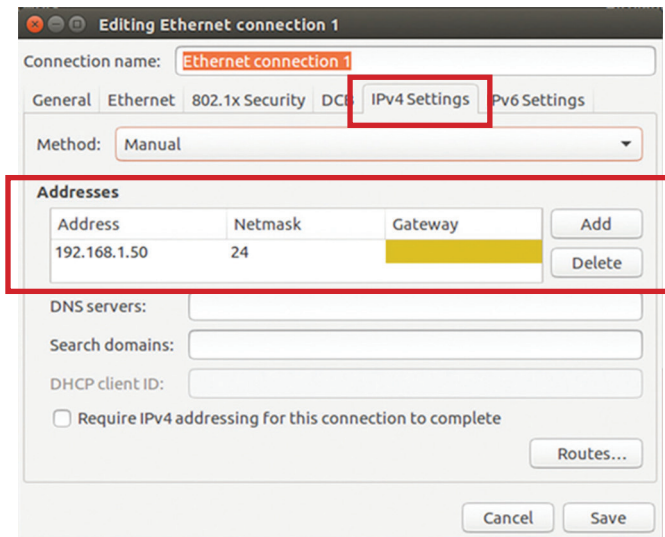 Editing Ethernet connection 1
Connection name: Ethernet connection 1
General Ethernet 802.1x Security DCB IPv4 Settings Pv6 Settings
Method: Manual
Addresses
Address Netmask Gateway Add
192.168.1.50 24
Delete
DNS servers:
Search domains:
DHCP client ID:
Require IPv4 addressing for this connection to complete
Routes...
Cancel Save